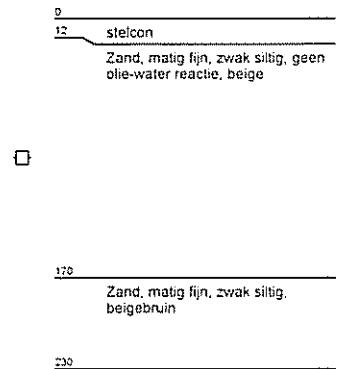 0
12 stelcon
Zand, matig fijn, zwak siltig, geen
olie-water reactie, beige
170
Zand, matig fijn, zwak siltig,
beigebruin
230